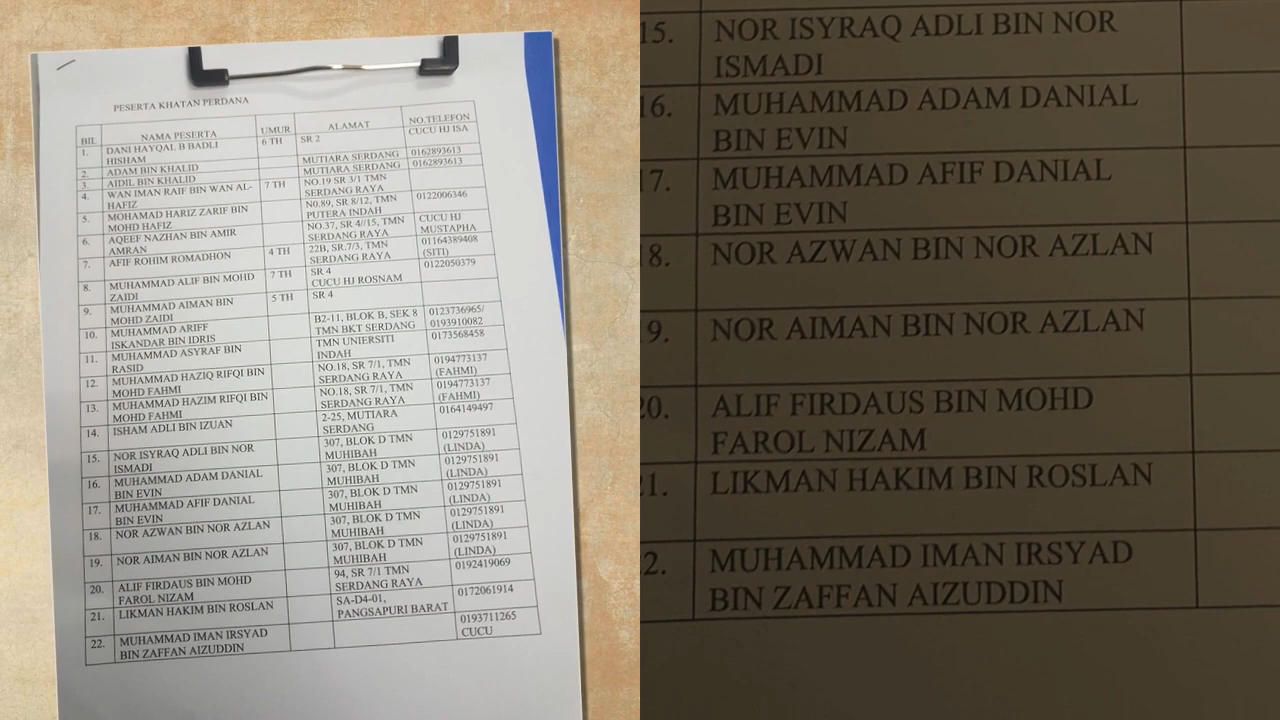 PESERTA KHATAN PERDANA
BIL NAMA PESERTA UMUR ALAMAT NO.TELEFON
1. DANI HAYQAL B BADLI 6 TH SR 2 CUCU HJ ISA
HISHAM
2. ADAM BIN KHALID MUTIARA SERDANG 0162893613
3. AIDIL BIN KHALID MUTIARA SERDANG 0162893613
4. WAN IMAN RAIF BIN WAN AL- 7 TH NO.19 SR 3/1 TMN
HAFIZ SERDANG RAYA
5. MOHAMAD HARIZ ZARIF BIN N0.89, SR 8/12, TMN 0122006346
MOHD HAFIZ PUTERA INDAH
6. AQEEF NAZHAN BIN AMIR NO.37, SR 4//15, TMN CUCU HJ
AMRAN SERDANG RAYA MUSTAPHA
7. AFIF ROHIM ROMADHON 4 TH 22B, SR.7/3, TMN 01164389408
SERDANG RAYA (SITI)
8. MUHAMMAD ALIF BIN MOHD 7 TH SR 4 0122050379
ZAIDI CUCU HJ ROSNAM
9. MUHAMMAD AIMAN BIN 5 TH SR 4
MOHD ZAIDI
10. MUHAMMAD ARIFF B2-11, BLOK B, SEK 8 0123736965/
ISKANDAR BIN IDRIS TMN BKT SERDANG 0193910082
11. MUHAMMAD ASYRAF BIN TMN UNIERSITI 0173568458
RASID INDAH
12. MUHAMMAD HAZIQ RIFQI BIN NO.18, SR 7/1, TMN 0194773137
MOHD FAHMI SERDANG RAYA (FAHMI)
13. MUHAMMAD HAZIM RIFQI BIN NO.18, SR 7/1, TMN 0194773137
MOHD FAHMI SERDANG RAYA (FAHMI)
14. ISHAM ADLI BIN IZUAN 2-25, MUTIARA 0164149497
SERDANG
15. NOR ISYRAQ ADLI BIN NOR 307, BLOK D TMN 0129751891
ISMADI MUHIBAH (LINDA)
16. MUHAMMAD ADAM DANIAL 307, BLOK D TMN 0129751891
BIN EVIN MUHIBAH (LINDA)
17. MUHAMMAD AFIF DANIAL 307, BLOK D TMN 0129751891
BIN EVIN MUHIBAH (LINDA)
18. NOR AZWAN BIN NOR AZLAN 307, BLOK D TMN 0129751891
MUHIBAH (LINDA)
19. NOR AIMAN BIN NOR AZLAN 307, BLOK D TMN 0129751891
MUHIBAH (LINDA)
20. ALIF FIRDAUS BIN MOHD 94, SR 7/1 TMN 0192419069
FAROL NIZAM SERDANG RAYA
21. LIKMAN HAKIM BIN ROSLAN SA-D4-01, 0172061914
PANGSAPURI BARAT
22. MUHAMMAD IMAN IRSYAD 0193711265
BIN ZAFFAN AIZUDDIN CUCU
15. NOR ISYRAQ ADLI BIN NOR
ISMADI
16. MUHAMMAD ADAM DANIAL
BIN EVIN
17. MUHAMMAD AFIF DANIAL
BIN EVIN
8. NOR AZWAN BIN NOR AZLAN
9. NOR AIMAN BIN NOR AZLAN
20. ALIF FIRDAUS BIN MOHD
FAROL NIZAM
21. LIKMAN HAKIM BIN ROSLAN
2. MUHAMMAD IMAN IRSYAD
BIN ZAFFAN AIZUDDIN